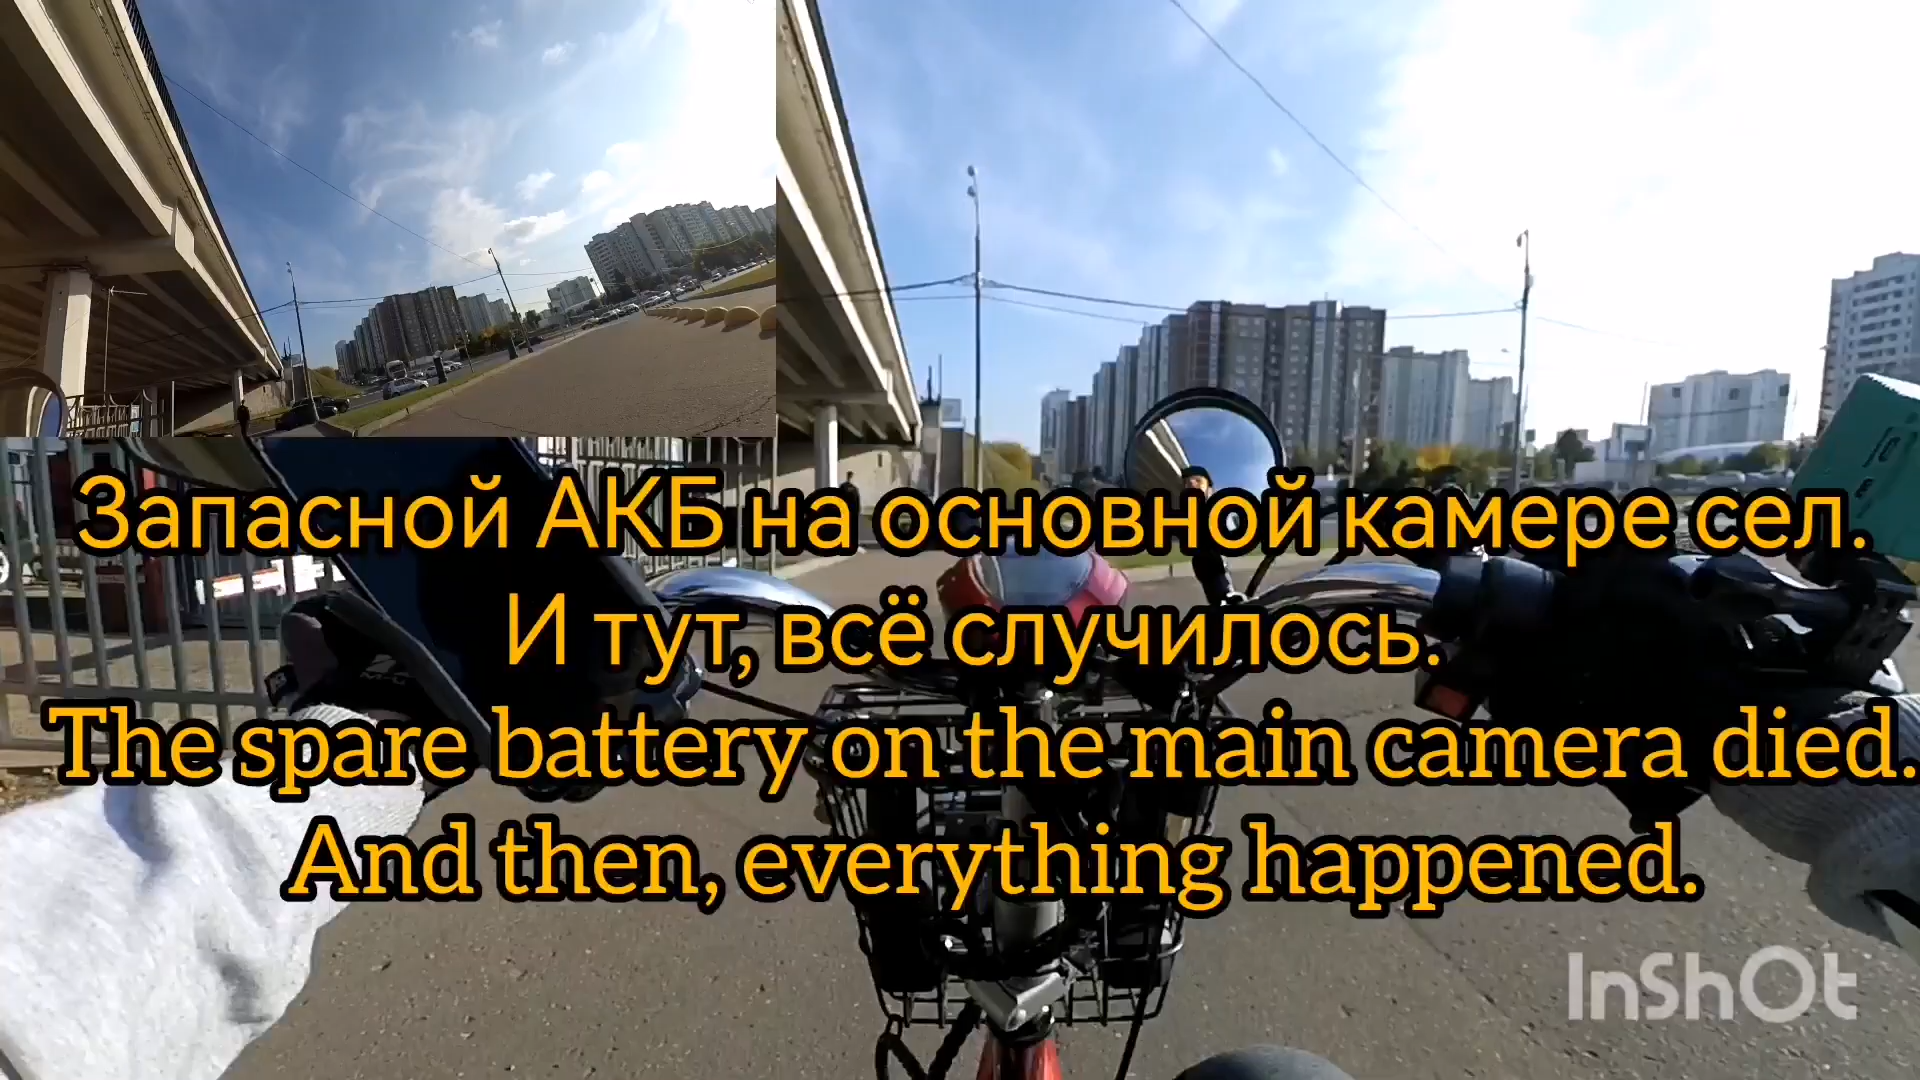 Запасной АКБ на основной камере сел.
И тут, всё случилось.
The spare battery on the main camera died.
And then, everything happened.
InShOt